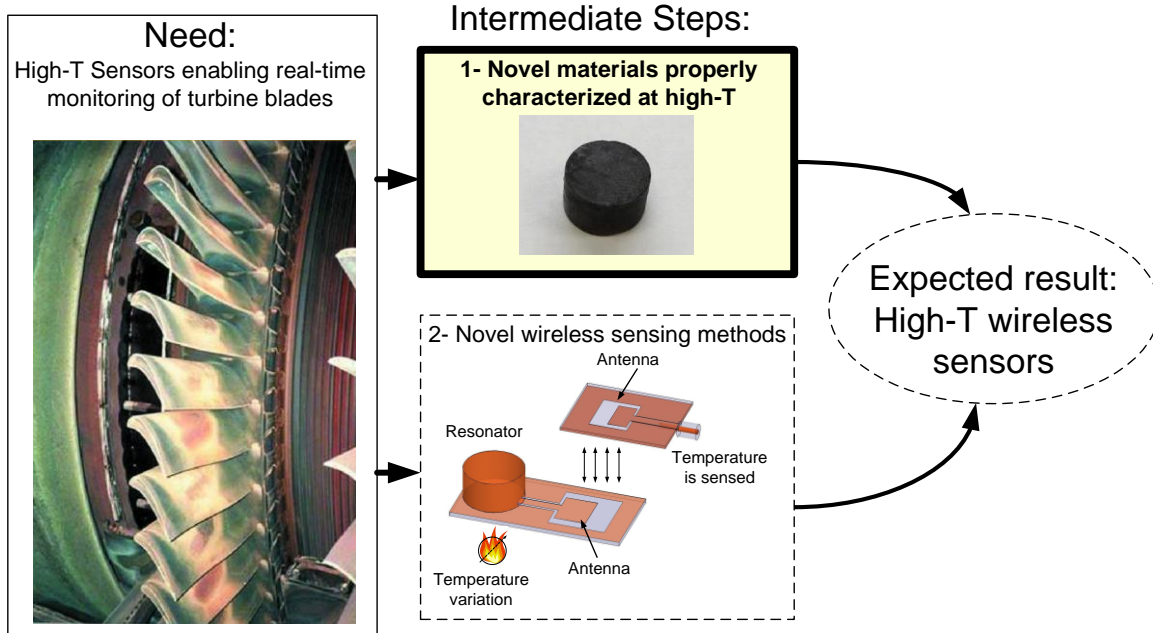 Need:
High-T Sensors enabling real-time
monitoring of turbine blades
Intermediate Steps:
1- Novel materials properly
characterized at high-T
2- Novel wireless sensing methods
Antenna
Resonator
Temperature
is sensed
Antenna
Temperature
variation
Expected result:
High-T wireless
sensors